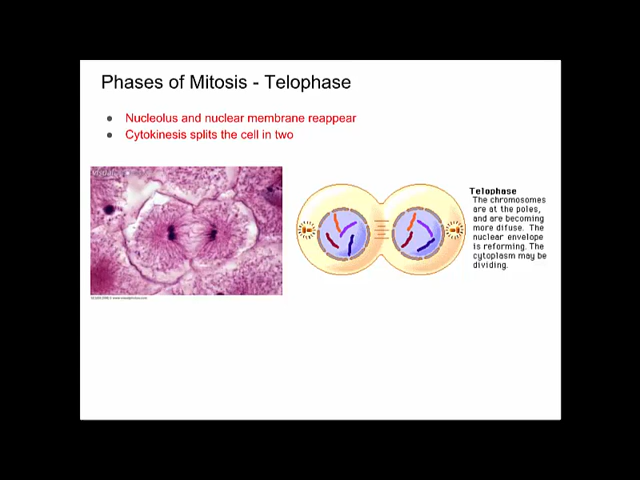 Phases of Mitosis - Telophase
Nucleolus and nuclear membrane reappear
Cytokinesis splits the cell in two
Telophase
The chromosomes
are at the poles,
and are becoming
more difuse. The
nuclear envelope
is reforming. The
cytoplasm may be
dividing.